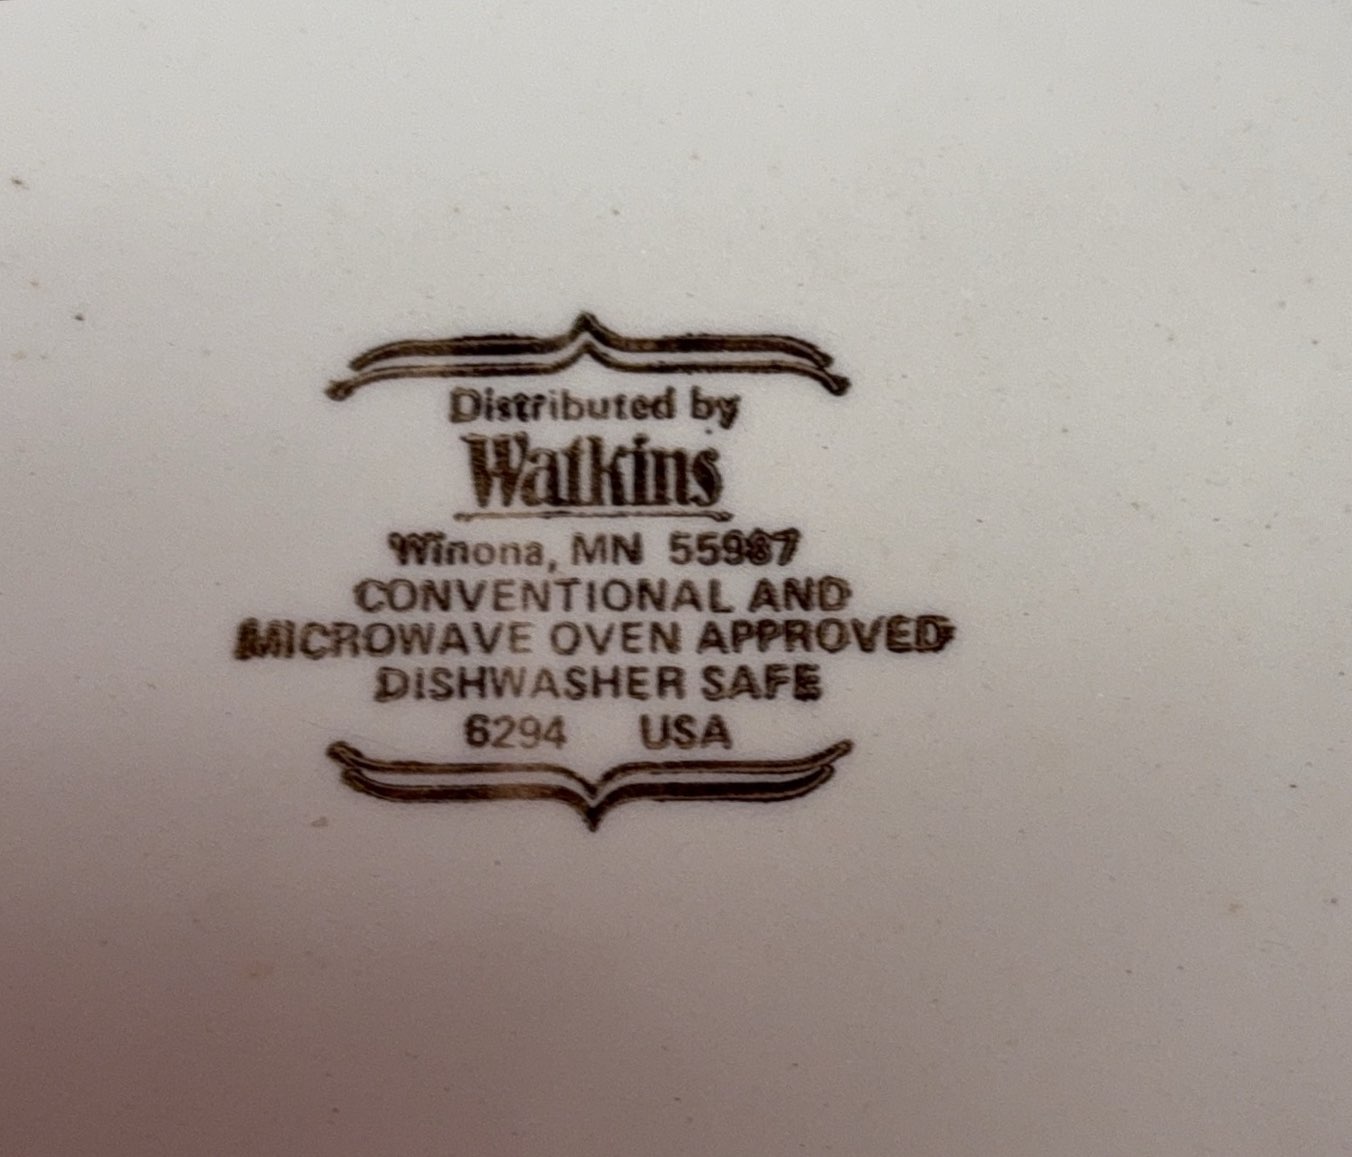 Distributed by
Watkins
Winona, MN 55987
CONVENTIONAL AND
MICROWAVE OVEN APPROVED
DISHWASHER SAFE
6294 USA